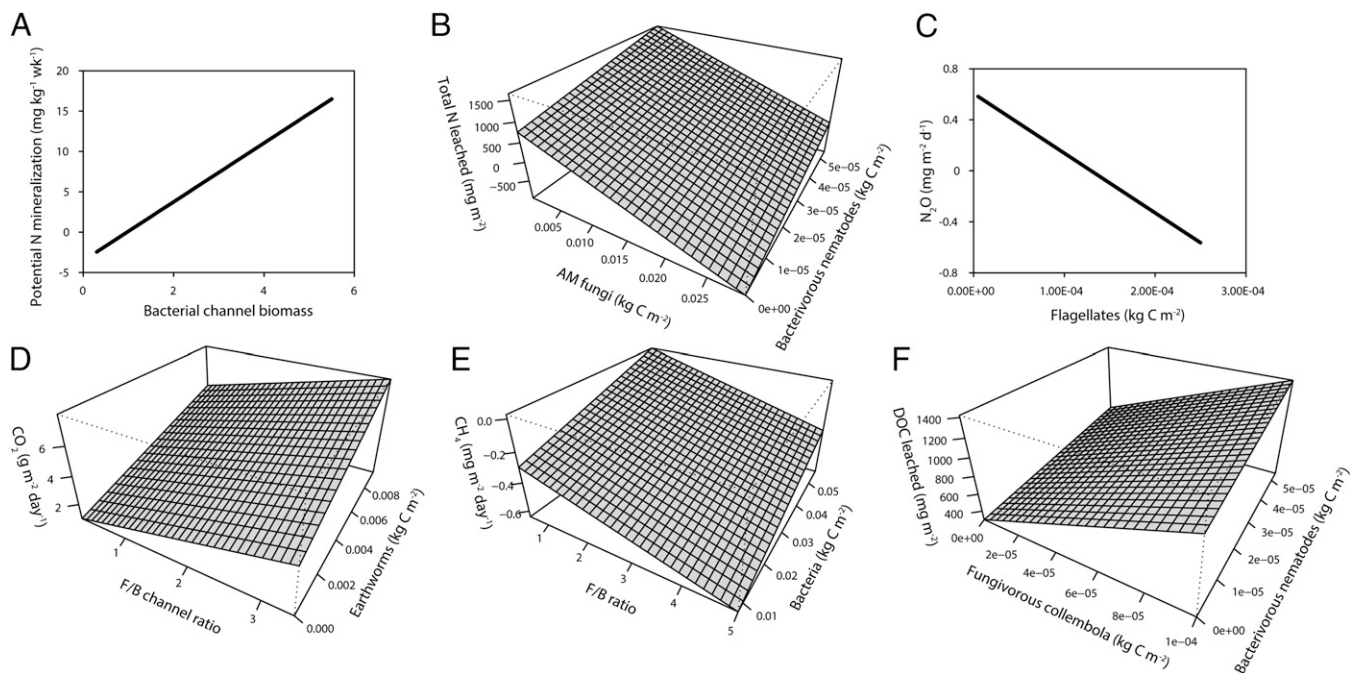 A
Potential N mineralization (mg kg⁻¹ wk⁻¹)
20
15
10
5
0
-5
0
2
4
6
Bacterial channel biomass
B
Total N leached (mg m⁻²)
1500
1000
500
0
−500
0.005
0.010
0.015
0.020
0.025
AM fungi (kg C m⁻²)
0e+00
1e−05
2e−05
3e−05
4e−05
5e−05
Bacterivorous nematodes (kg C m⁻²)
C
N₂O (mg m⁻² d⁻¹)
0.8
0.4
0
-0.4
-0.8
0.00E+00
1.00E-04
2.00E-04
3.00E-04
Flagellates (kg C m⁻²)
D
CO₂ (g m⁻² day⁻¹)
6
4
2
1
2
3
F/B channel ratio
0.000
0.002
0.004
0.006
0.008
Earthworms (kg C m⁻²)
E
CH₄ (mg m⁻² day⁻¹)
0.0
−0.2
−0.4
−0.6
1
2
3
4
5
F/B ratio
0.01
0.02
0.03
0.04
0.05
Bacteria (kg C m⁻²)
F
DOC leached (mg m⁻²)
1400
1200
1000
800
600
400
0e+00
2e−05
4e−05
6e−05
8e−05
1e−04
Fungivorous collembola (kg C m⁻²)
0e+00
1e−05
2e−05
3e−05
4e−05
5e−05
Bacterivorous nematodes (kg C m⁻²)